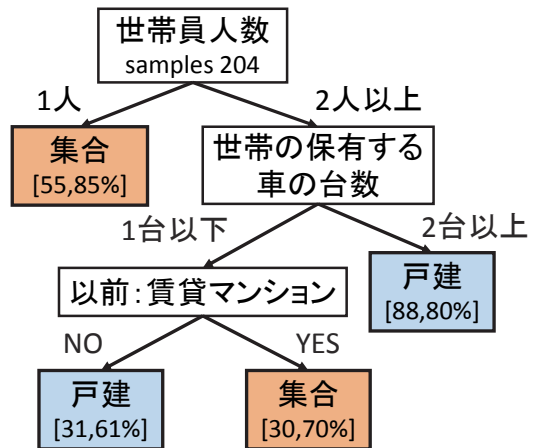 世帯員人数
samples 204
1人
2人以上
集合
[55,85%]
世帯の保有する
車の台数
1台以下
2台以上
以前：賃貸マンション
戸建
[88,80%]
NO
YES
戸建
[31,61%]
集合
[30,70%]